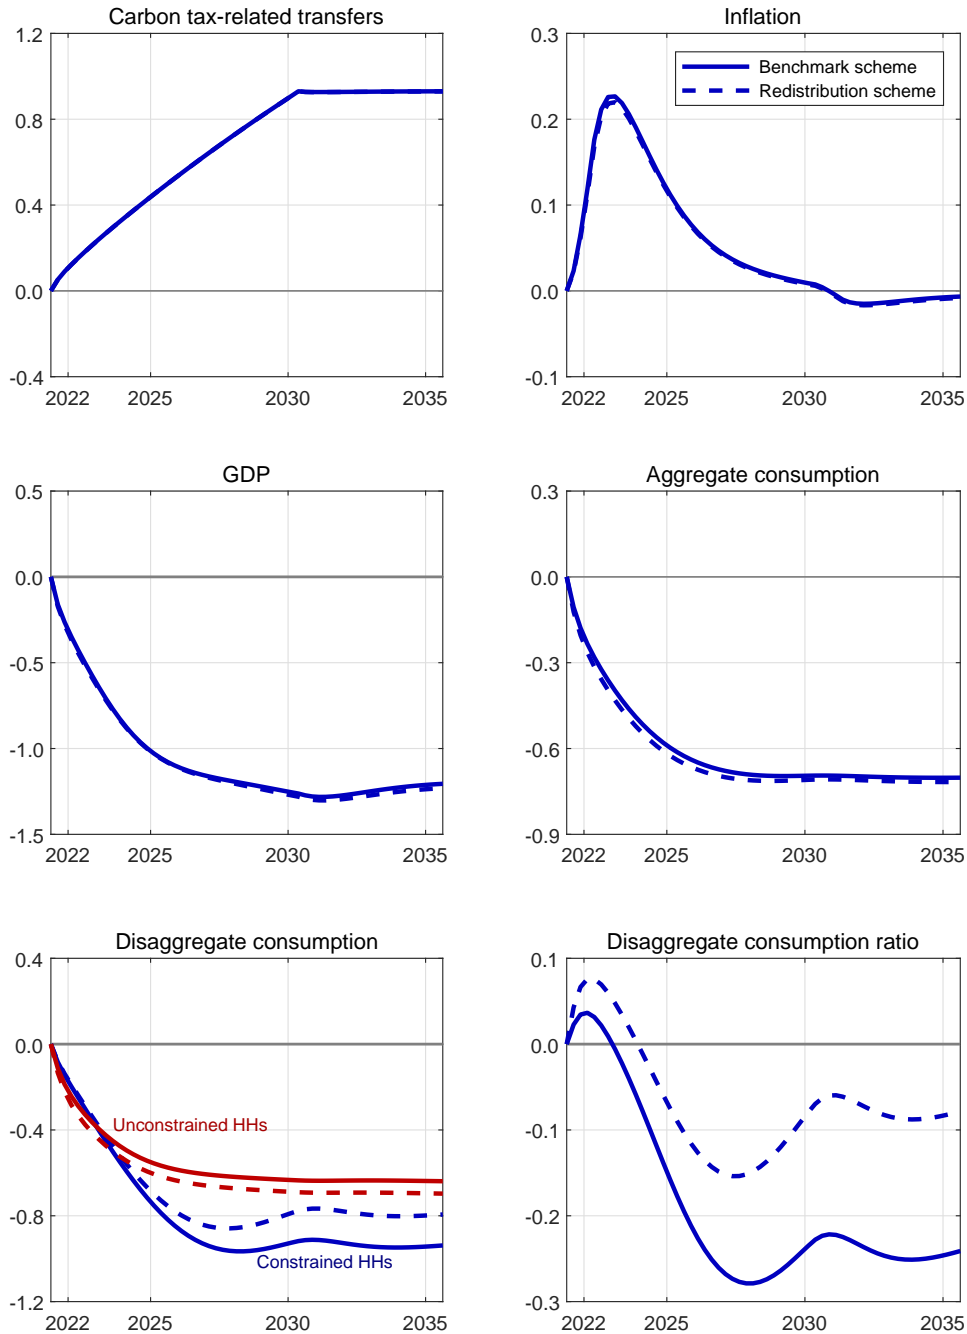 Carbon tax-related transfers
1.2
0.8
0.4
0.0
-0.4
2022 2025 2030 2035
Inflation
0.3
0.2
0.1
0.0
-0.1
Benchmark scheme
Redistribution scheme
2022 2025 2030 2035
GDP
0.5
0.0
-0.5
-1.0
-1.5
2022 2025 2030 2035
Aggregate consumption
0.3
0.0
-0.3
-0.6
-0.9
2022 2025 2030 2035
Disaggregate consumption
0.4
0.0
-0.4
-0.8
-1.2
Unconstrained HHs
Constrained HHs
2022 2025 2030 2035
Disaggregate consumption ratio
0.1
0.0
-0.1
-0.2
-0.3
2022 2025 2030 2035